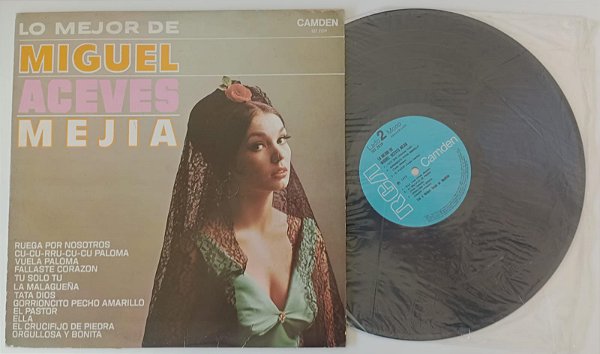 LO MEJOR DE
CAMDEN
MIGUEL
ACEVES
MEJIA
RUEGA POR NOSOTROS
CU-CU-RRU-CU-CU PALOMA
VUELA PALOMA
FALLASTE CORAZON
TU SOLO TU
LA MALAGUEÑA
TATA DIOS
GORRIONCITO PECHO AMARILLO
EL PASTOR
ELLA
EL CRUCIFIJO DE PIEDRA
ORGULLOSA Y BONITA
Lado 2 Mono
RCA Camden